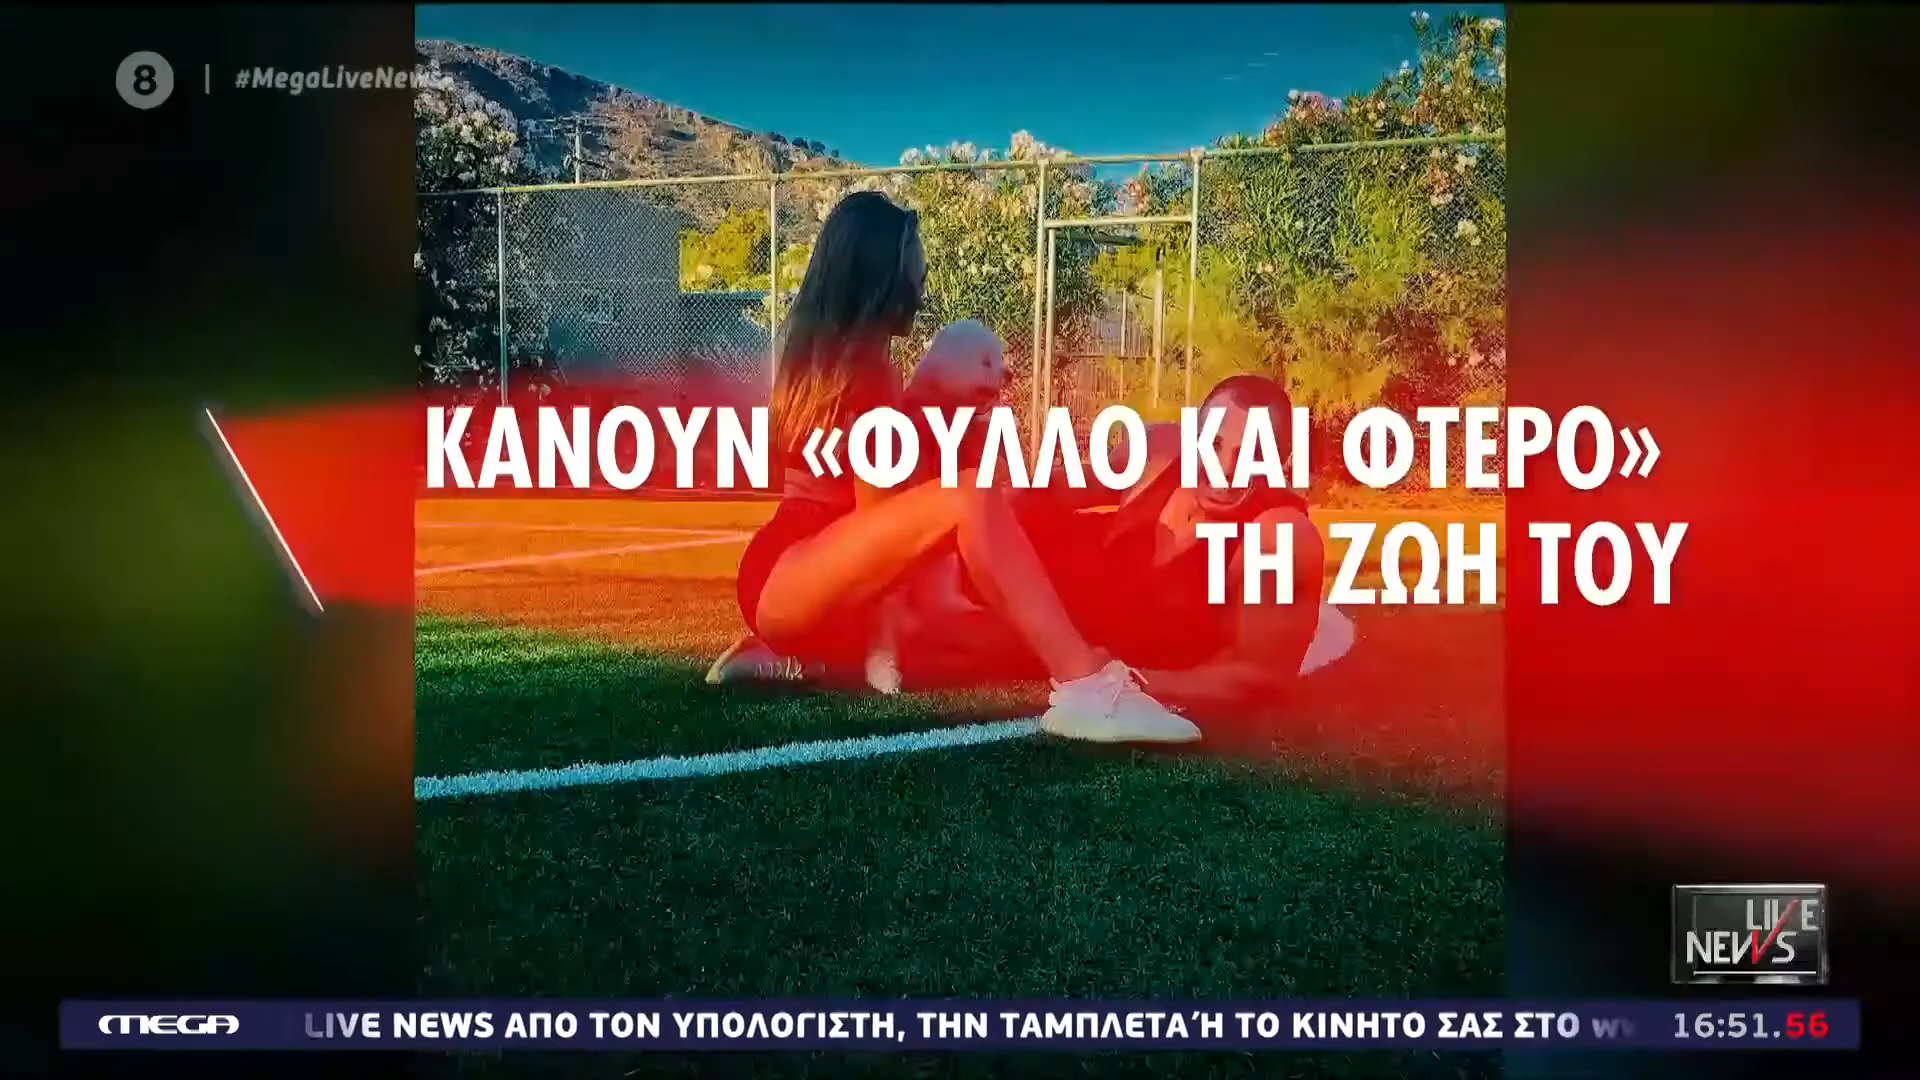 8 | #MegaLiveNews
ΚΑΝΟΥΝ «ΦΥΛΛΟ ΚΑΙ ΦΤΕΡΟ»
ΤΗ ΖΩΗ ΤΟΥ
LIVE
NEWS
MEGA LIVE NEWS ΑΠΟ ΤΟΝ ΥΠΟΛΟΓΙΣΤΗ, ΤΗΝ ΤΑΜΠΛΕΤΑ Ή ΤΟ ΚΙΝΗΤΟ ΣΑΣ ΣΤΟ 16:51.56